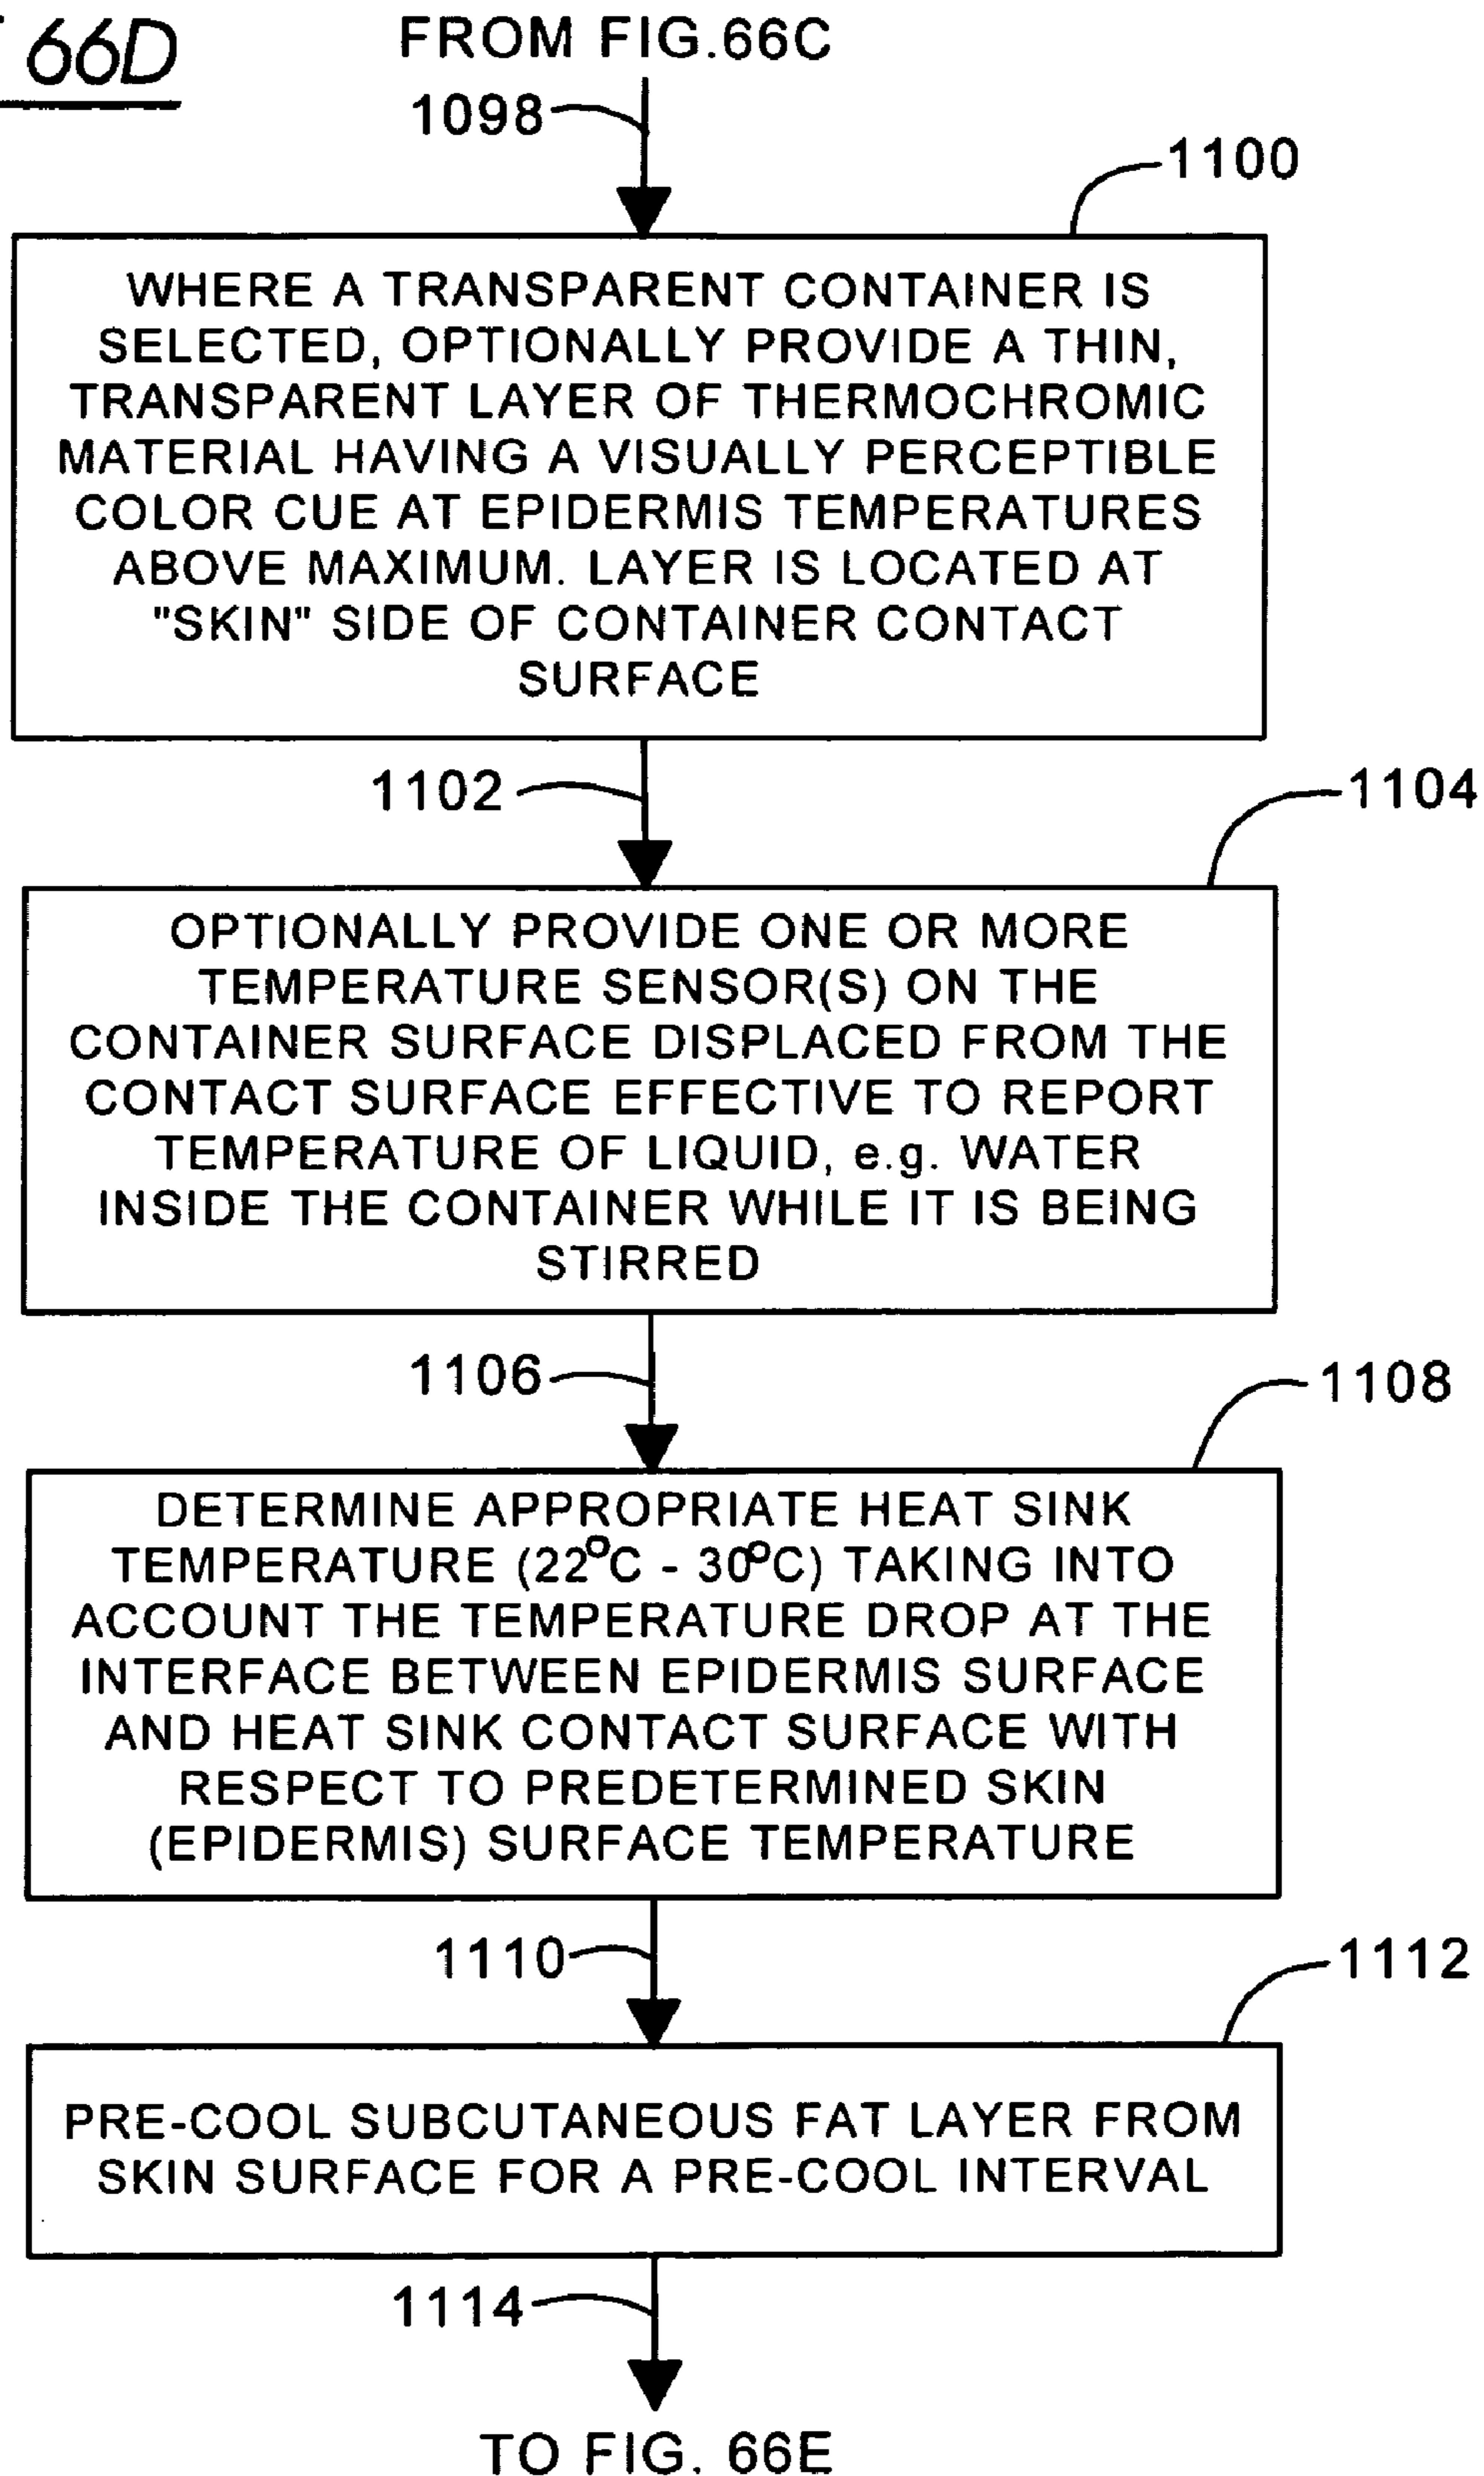 66D
FROM FIG.66C
1098
1100
WHERE A TRANSPARENT CONTAINER IS
SELECTED, OPTIONALLY PROVIDE A THIN,
TRANSPARENT LAYER OF THERMOCHROMIC
MATERIAL HAVING A VISUALLY PERCEPTIBLE
COLOR CUE AT EPIDERMIS TEMPERATURES
ABOVE MAXIMUM. LAYER IS LOCATED AT
"SKIN" SIDE OF CONTAINER CONTACT
SURFACE
1102
1104
OPTIONALLY PROVIDE ONE OR MORE
TEMPERATURE SENSOR(S) ON THE
CONTAINER SURFACE DISPLACED FROM THE
CONTACT SURFACE EFFECTIVE TO REPORT
TEMPERATURE OF LIQUID, e.g. WATER
INSIDE THE CONTAINER WHILE IT IS BEING
STIRRED
1106
1108
DETERMINE APPROPRIATE HEAT SINK
TEMPERATURE (22°C - 30°C) TAKING INTO
ACCOUNT THE TEMPERATURE DROP AT THE
INTERFACE BETWEEN EPIDERMIS SURFACE
AND HEAT SINK CONTACT SURFACE WITH
RESPECT TO PREDETERMINED SKIN
(EPIDERMIS) SURFACE TEMPERATURE
1110
1112
PRE-COOL SUBCUTANEOUS FAT LAYER FROM
SKIN SURFACE FOR A PRE-COOL INTERVAL
1114
TO FIG. 66E